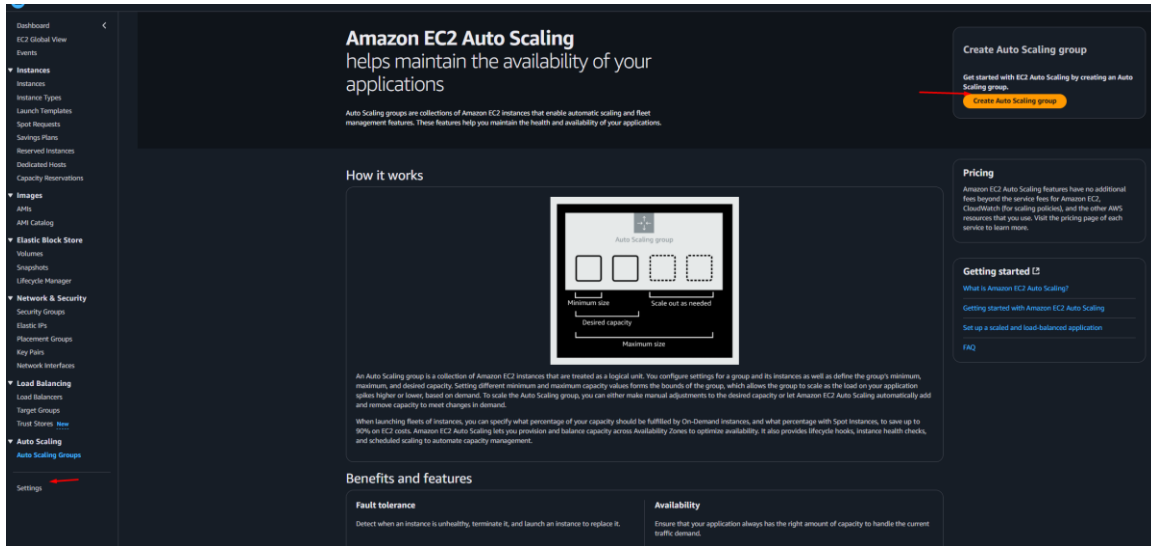 Dashboard
EC2 Global View
Events
Instances
Instances
Instance Types
Launch Templates
Spot Requests
Savings Plans
Reserved Instances
Dedicated Hosts
Capacity Reservations
Images
AMIs
AMI Catalog
Elastic Block Store
Volumes
Snapshots
Lifecycle Manager
Network & Security
Security Groups
Elastic IPs
Placement Groups
Key Pairs
Network Interfaces
Load Balancing
Load Balancers
Target Groups
Trust Stores New
Auto Scaling
Auto Scaling Groups
Settings
Amazon EC2 Auto Scaling
helps maintain the availability of your
applications
Auto Scaling groups are collections of Amazon EC2 instances that enable automatic scaling and fleet
management features. These features help you maintain the health and availability of your applications.
Create Auto Scaling group
Get started with EC2 Auto Scaling by creating an Auto
Scaling group.
Create Auto Scaling group
How it works
Auto Scaling group
Minimum size
Scale out as needed
Desired capacity
Maximum size
An Auto Scaling group is a collection of Amazon EC2 instances that are treated as a logical unit. You configure settings for a group and its instances as well as define the group's minimum,
maximum, and desired capacity. Setting different minimum and maximum capacity values forms the bounds of the group, which allows the group to scale as the load on your application
spikes higher or lower, based on demand. To scale the Auto Scaling group, you can either make manual adjustments to the desired capacity or let Amazon EC2 Auto Scaling automatically add
and remove capacity to meet changes in demand.
When launching fleets of instances, you can specify what percentage of your capacity should be fulfilled by On-Demand instances, and what percentage with Spot Instances, to save up to
90% on EC2 costs. Amazon EC2 Auto Scaling lets you provision and balance capacity across Availability Zones to optimize availability. It also provides lifecycle hooks, instance health checks,
and scheduled scaling to automate capacity management.
Pricing
Amazon EC2 Auto Scaling features have no additional
fees beyond the service fees for Amazon EC2,
CloudWatch (for scaling policies), and the other AWS
resources that you use. Visit the pricing page of each
service to learn more.
Getting started
What is Amazon EC2 Auto Scaling?
Getting started with Amazon EC2 Auto Scaling
Set up a scaled and load-balanced application
FAQ
Benefits and features
Fault tolerance
Detect when an instance is unhealthy, terminate it, and launch an instance to replace it.
Availability
Ensure that your application always has the right amount of capacity to handle the current
traffic demand.